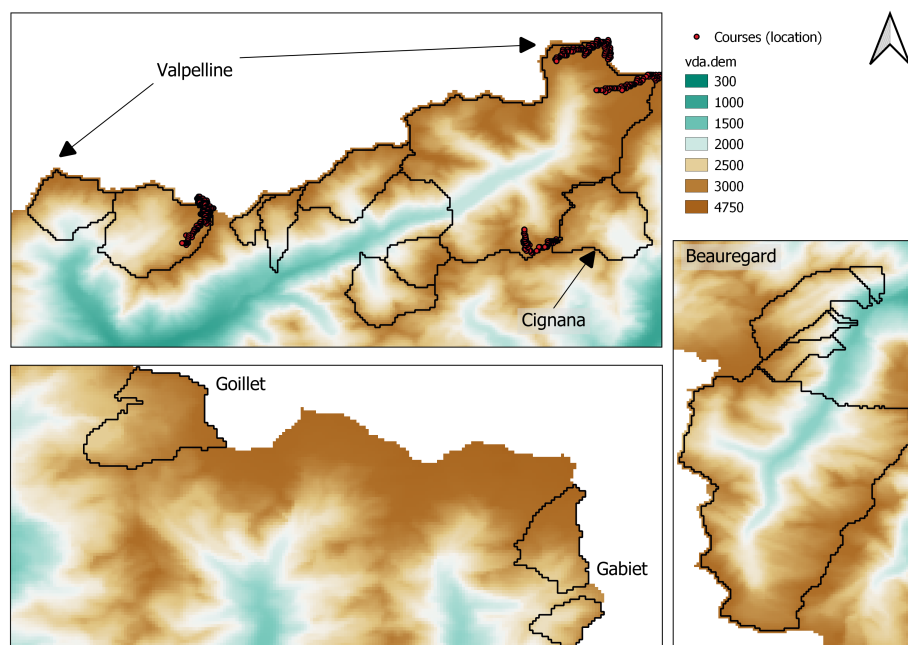 Valpelline
Cignana
Courses (location)
vda.dem
300
1000
1500
2000
2500
3000
4750
Beauregard
Goillet
Gabiet